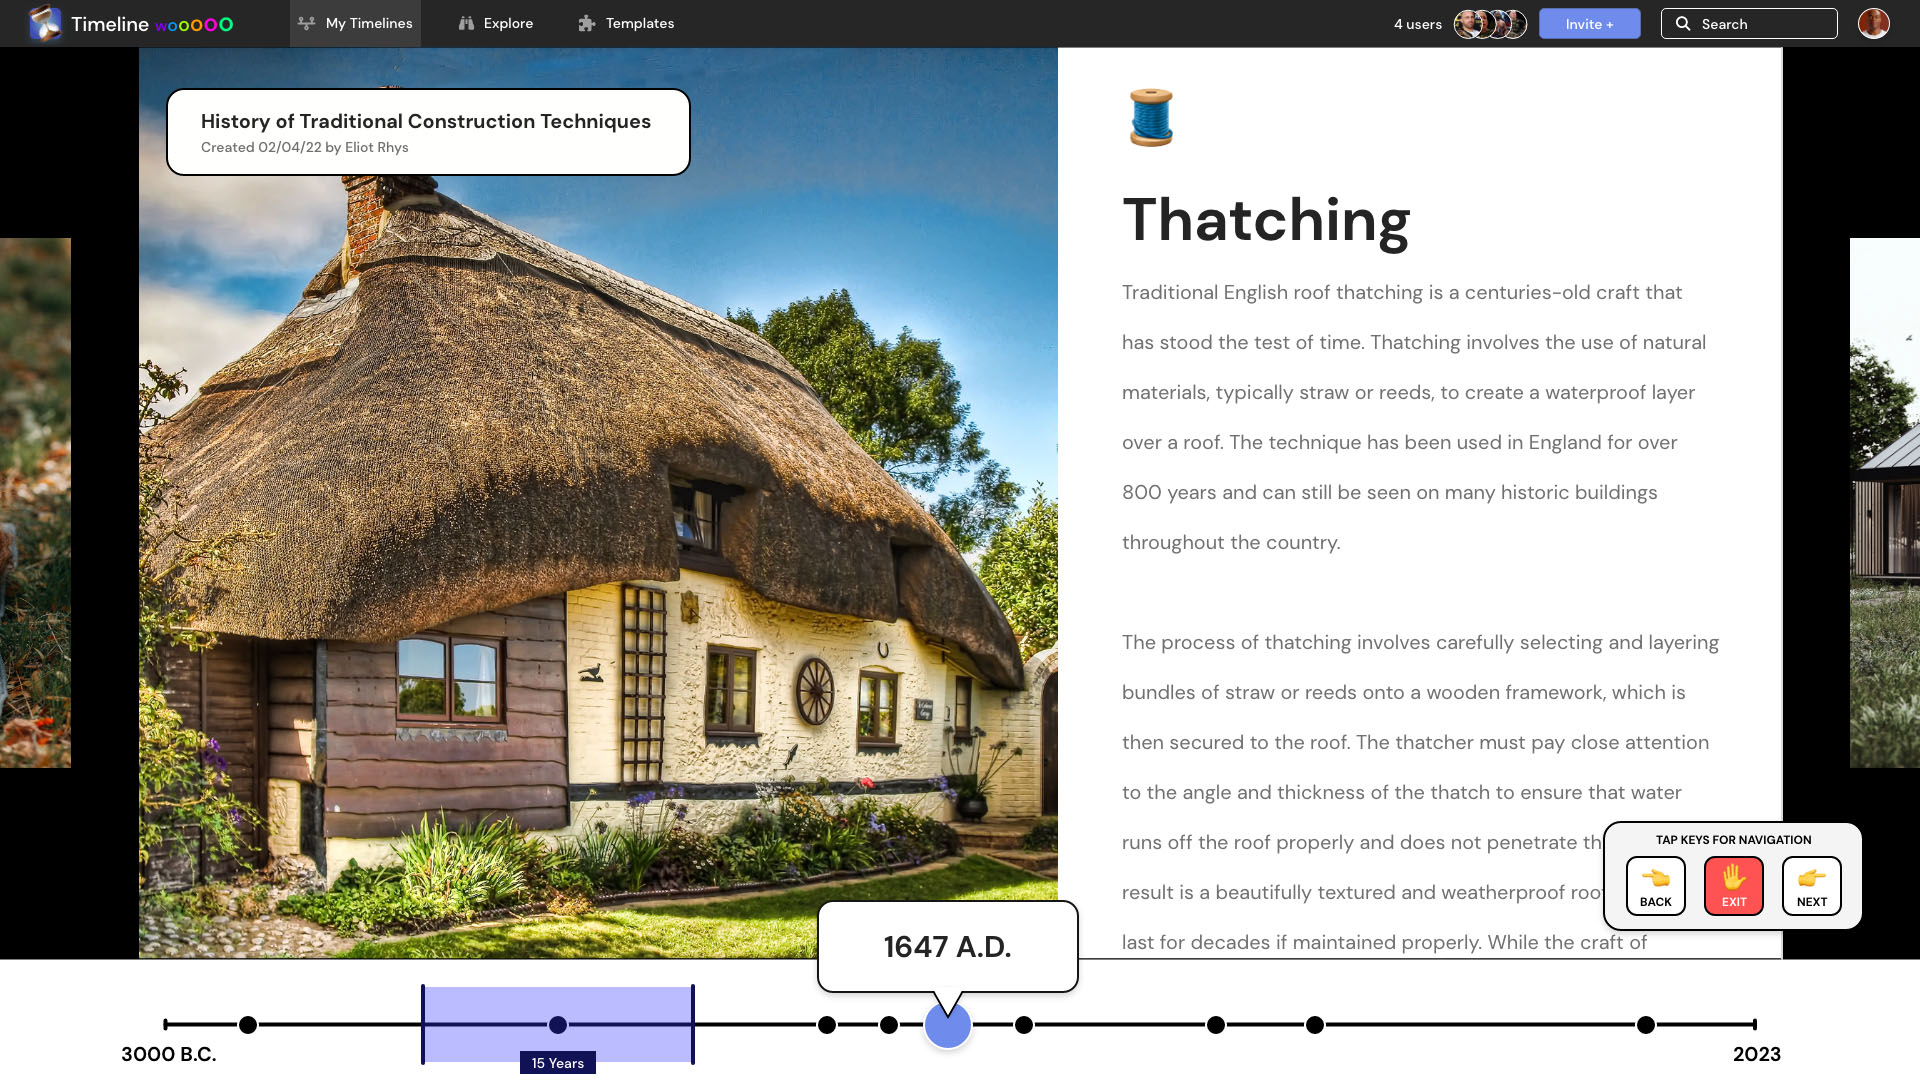 Timeline wooooo
My Timelines
Explore
Templates
4 users
Invite +
Search
History of Traditional Construction Techniques
Created 02/04/22 by Eliot Rhys
Thatching
Traditional English roof thatching is a centuries-old craft that
has stood the test of time. Thatching involves the use of natural
materials, typically straw or reeds, to create a waterproof layer
over a roof. The technique has been used in England for over
800 years and can still be seen on many historic buildings
throughout the country.
The process of thatching involves carefully selecting and layering
bundles of straw or reeds onto a wooden framework, which is
then secured to the roof. The thatcher must pay close attention
to the angle and thickness of the thatch to ensure that water
runs off the roof properly and does not penetrate th
result is a beautifully textured and weatherproof roo
last for decades if maintained properly. While the craft of
TAP KEYS FOR NAVIGATION
BACK
EXIT
NEXT
1647 A.D.
3000 B.C.
15 Years
2023